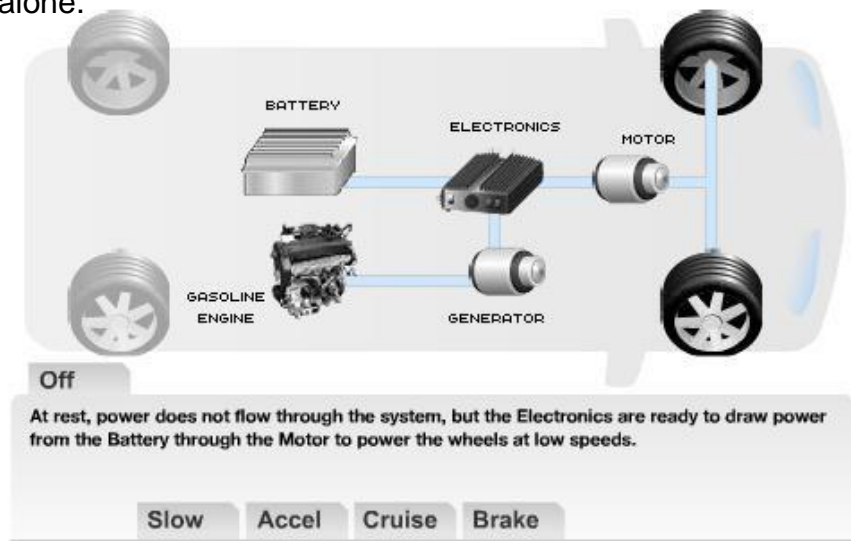 alone.
BATTERY
ELECTRONICS
MOTOR
GASOLINE
ENGINE
GENERATOR
Off
At rest, power does not flow through the system, but the Electronics are ready to draw power
from the Battery through the Motor to power the wheels at low speeds.
Slow Accel Cruise Brake